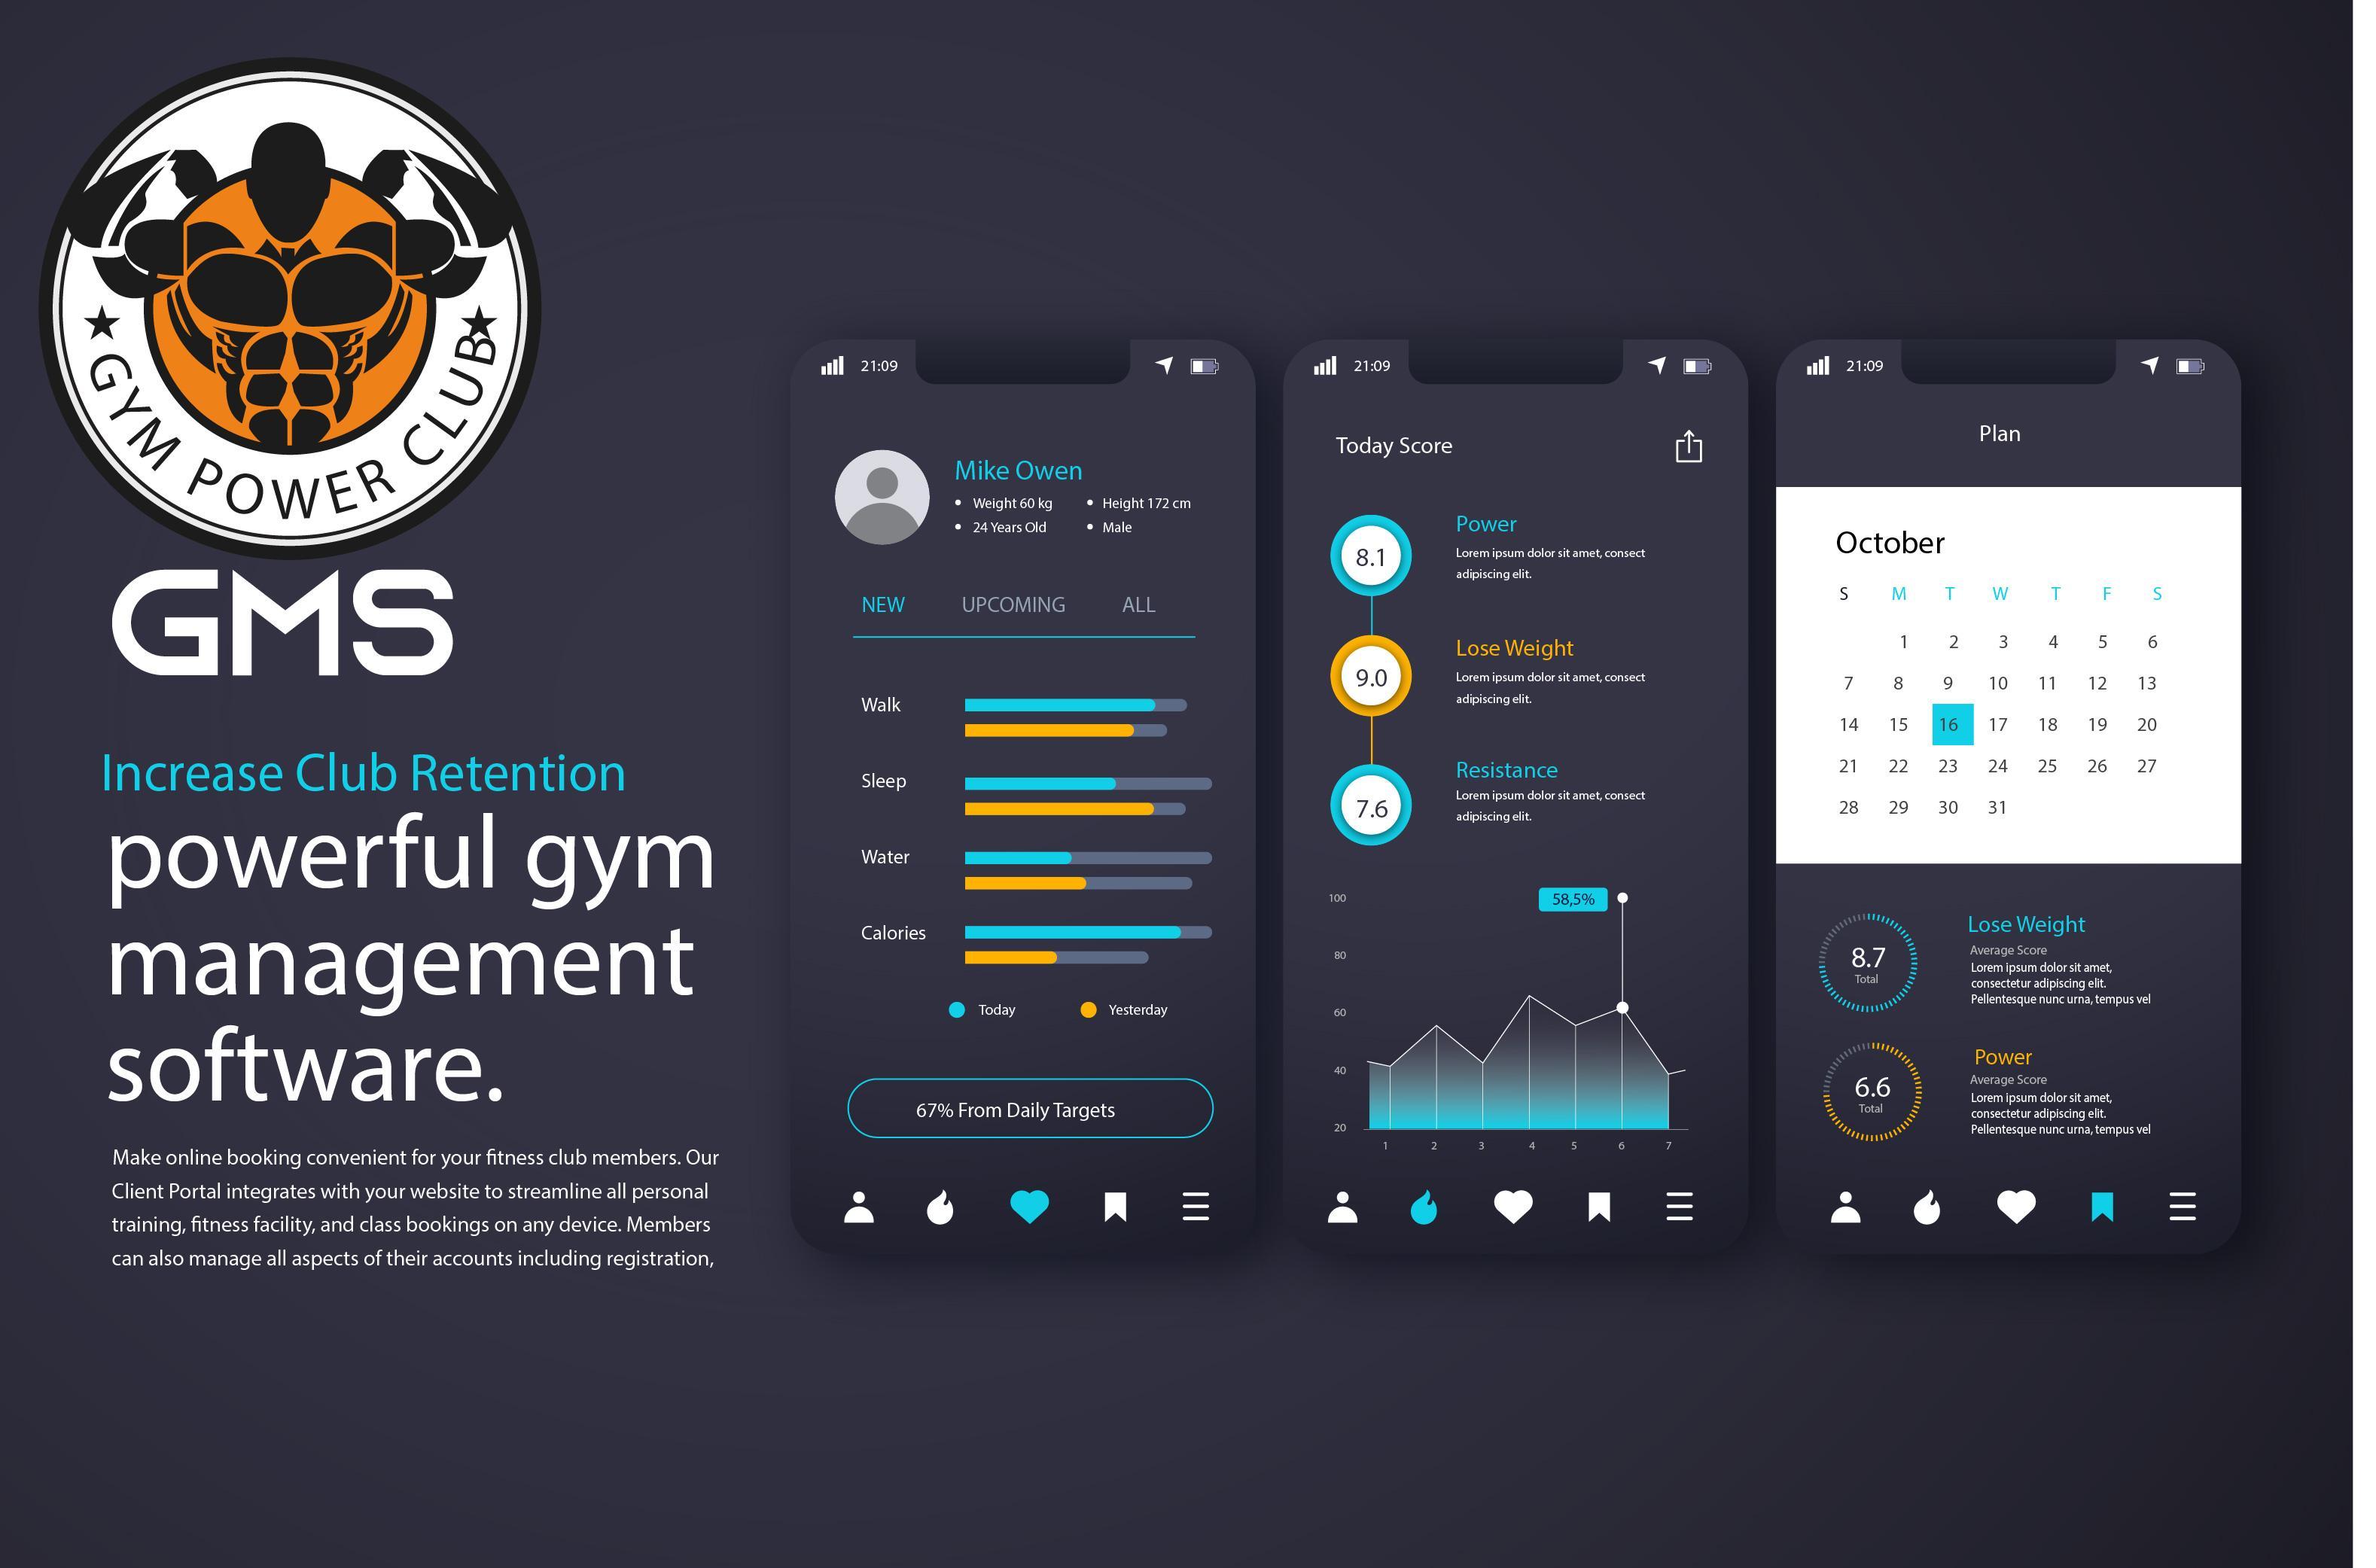 GYM POWER CLUB
GMS
Increase Club Retention
powerful gym
management
software.
Make online booking convenient for your fitness club members. Our
Client Portal integrates with your website to streamline all personal
training, fitness facility, and class bookings on any device. Members
can also manage all aspects of their accounts including registration,
21:09
Mike Owen
Weight 60 kg Height 172 cm
24 Years Old Male
NEW UPCOMING ALL
Walk
Sleep
Water
Calories
Today Yesterday
67% From Daily Targets
21:09
Today Score
8.1
Power
Lorem ipsum dolor sit amet, consect
adipiscing elit.
9.0
Lose Weight
Lorem ipsum dolor sit amet, consect
adipiscing elit.
7.6
Resistance
Lorem ipsum dolor sit amet, consect
adipiscing elit.
58,5%
100
80
60
40
20
1 2 3 4 5 6 7
21:09
Plan
October
S M T W T F S
1 2 3 4 5 6
7 8 9 10 11 12 13
14 15 16 17 18 19 20
21 22 23 24 25 26 27
28 29 30 31
8.7
Total
Lose Weight
Average Score
Lorem ipsum dolor sit amet,
consectetur adipiscing elit.
Pellentesque nunc urna, tempus vel
6.6
Total
Power
Average Score
Lorem ipsum dolor sit amet,
consectetur adipiscing elit.
Pellentesque nunc urna, tempus vel